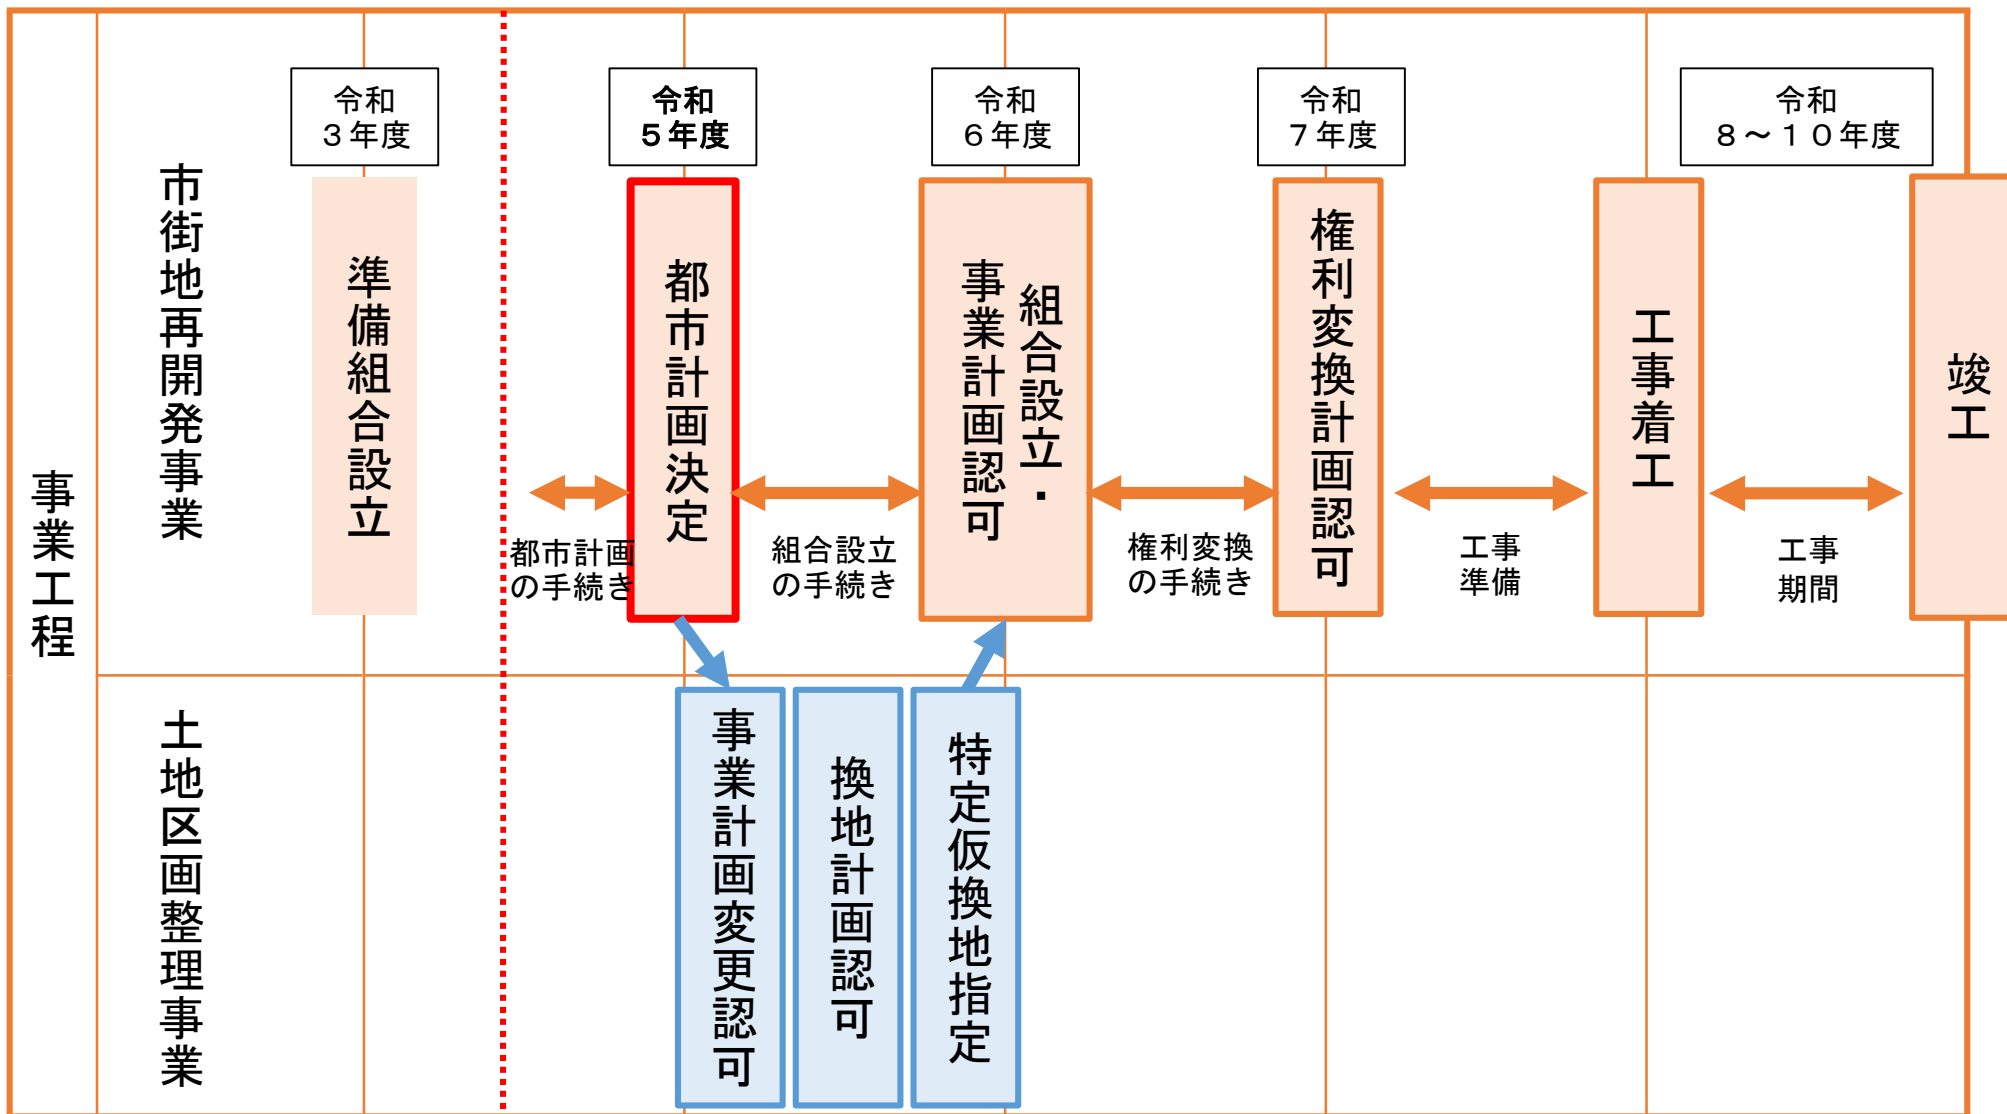 事業工程
市街地再開発事業
令和
３年度
準備組合設立
都市計画
の手続き
令和
５年度
都市計画決定
組合設立
の手続き
令和
６年度
組合設立・
事業計画認可
権利変換
の手続き
令和
７年度
権利変換計画認可
工事
準備
工事着工
令和
８～１０年度
工事
期間
竣工
土地区画整理事業
事業計画変更認可
換地計画認可
特定仮換地指定